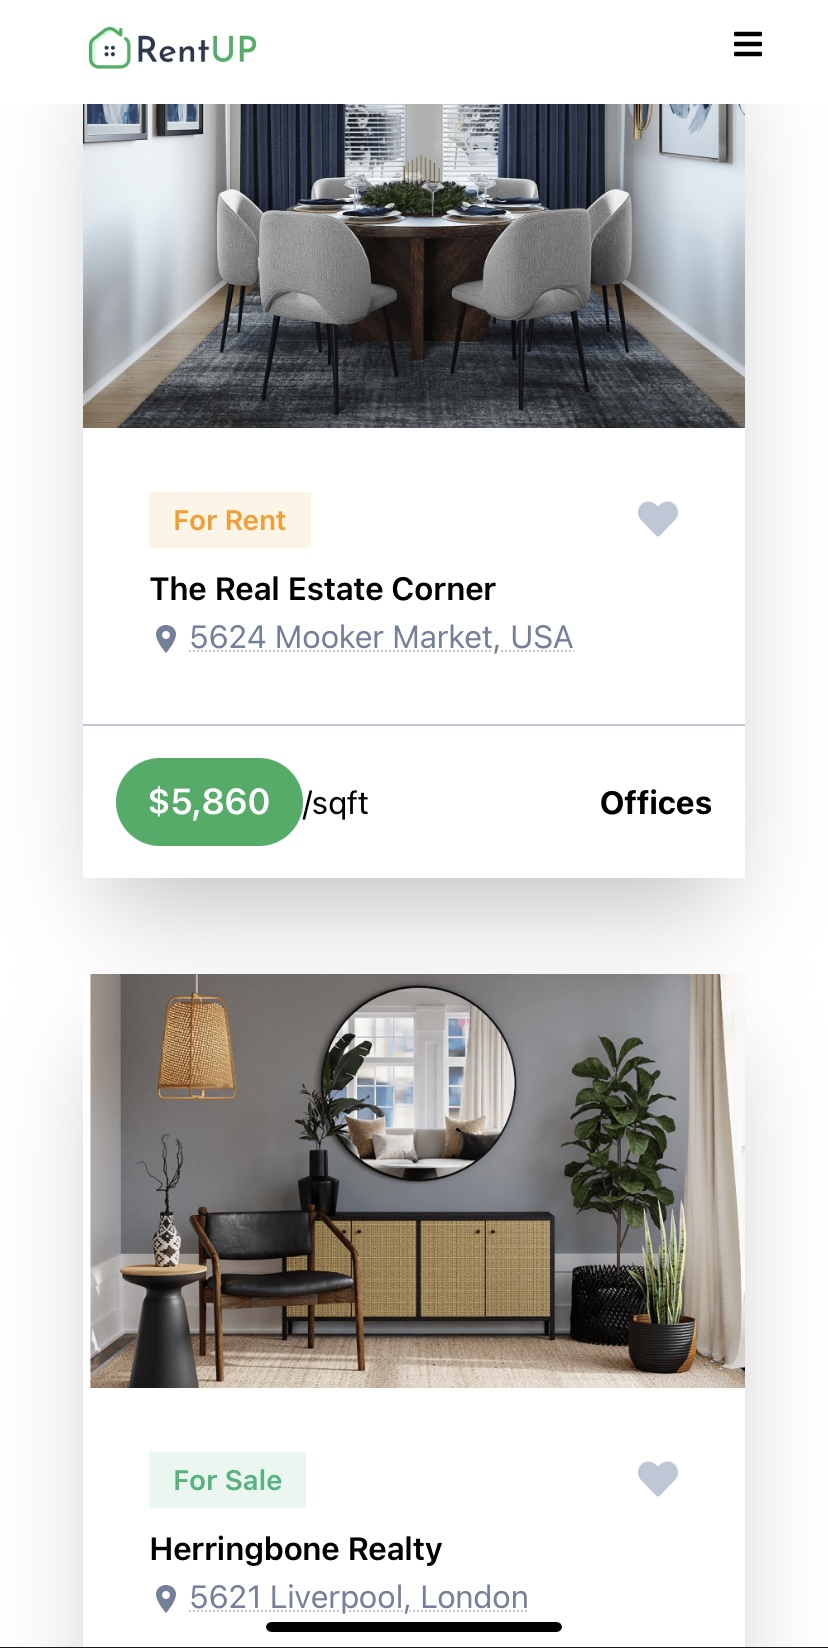 RentUP
For Rent
The Real Estate Corner
5624 Mooker Market, USA
$5,860/sqft
Offices
For Sale
Herringbone Realty
5621 Liverpool, London